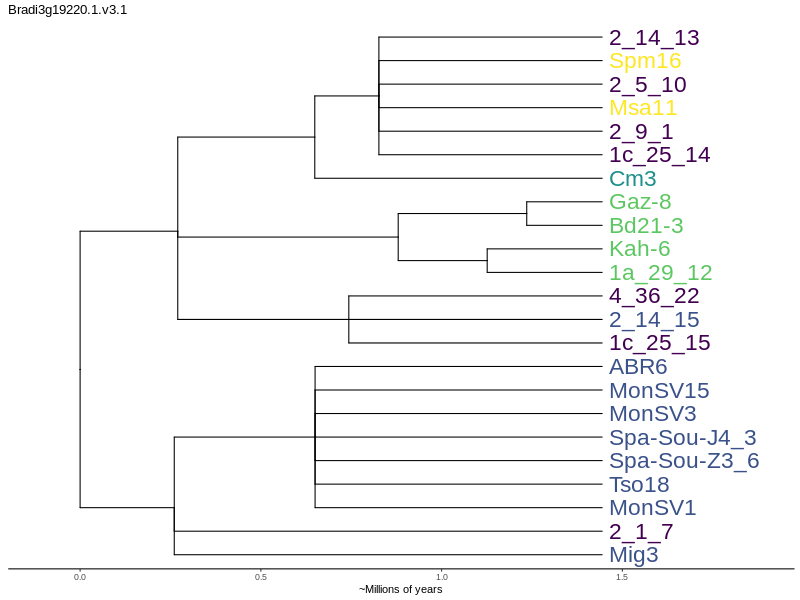 Bradi3g19220.1.v3.1
2_14_13
Spm16
2_5_10
Msa11
2_9_1
1c_25_14
Cm3
Gaz-8
Bd21-3
Kah-6
1a_29_12
4_36_22
2_14_15
1c_25_15
ABR6
MonSV15
MonSV3
Spa-Sou-J4_3
Spa-Sou-Z3_6
Tso18
MonSV1
2_1_7
Mig3
0.0 0.5 1.0 1.5
~Millions of years